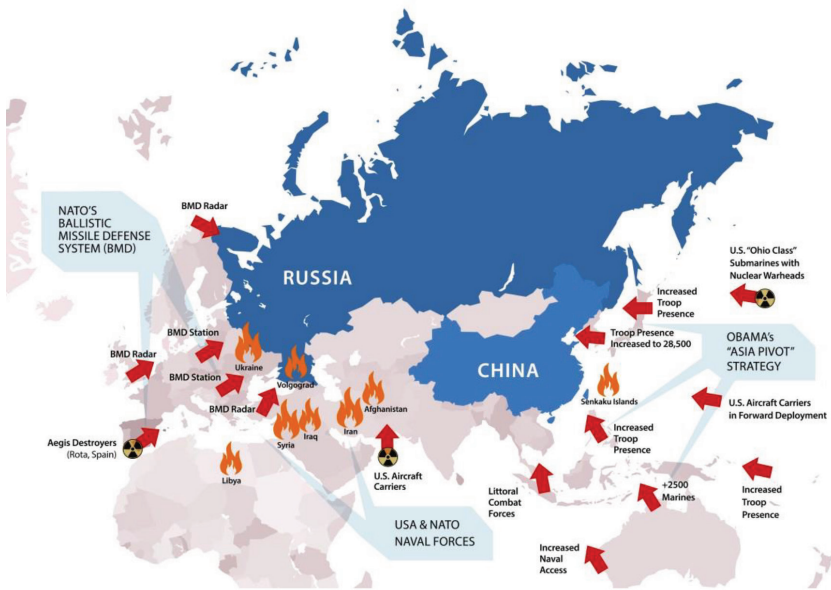 BMD Radar
NATO'S
BALLISTIC
MISSILE DEFENSE
SYSTEM (BMD)
RUSSIA
U.S. "Ohio Class"
Submarines with
Nuclear Warheads
Increased
Troop
Presence
BMD Station
Ukraine
Troop Presence
Increased to 28,500
OBAMA's
"ASIA PIVOT"
STRATEGY
BMD Radar
BMD Station
Volgograd
CHINA
BMD Radar
Afghanistan
Senkaku Islands
U.S. Aircraft Carriers
in Forward Deployment
Syria
Iraq
Iran
Aegis Destroyers
(Rota, Spain)
Increased
Troop
Presence
Libya
U.S. Aircraft
Carriers
Littoral
Combat
Forces
+2500
Marines
Increased
Troop
Presence
USA & NATO
NAVAL FORCES
Increased
Naval
Access